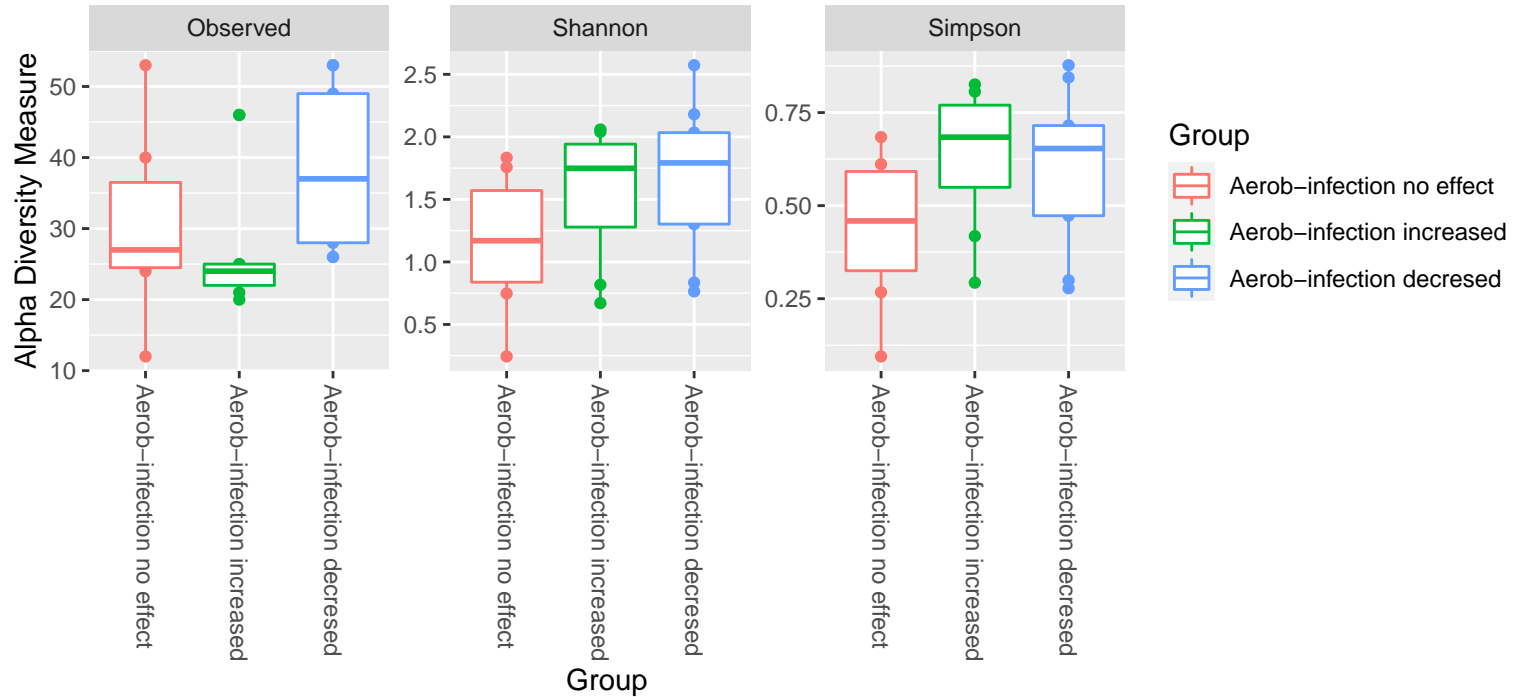 Observed
Shannon
Simpson
Alpha Diversity Measure
50
40
30
20
10
2.5
2.0
1.5
1.0
0.5
0.75
0.50
0.25
Aerob−infection no effect
Aerob−infection increased
Aerob−infection decresed
Aerob−infection no effect
Aerob−infection increased
Aerob−infection decresed
Aerob−infection no effect
Aerob−infection increased
Aerob−infection decresed
Group
Group
Aerob−infection no effect
Aerob−infection increased
Aerob−infection decresed